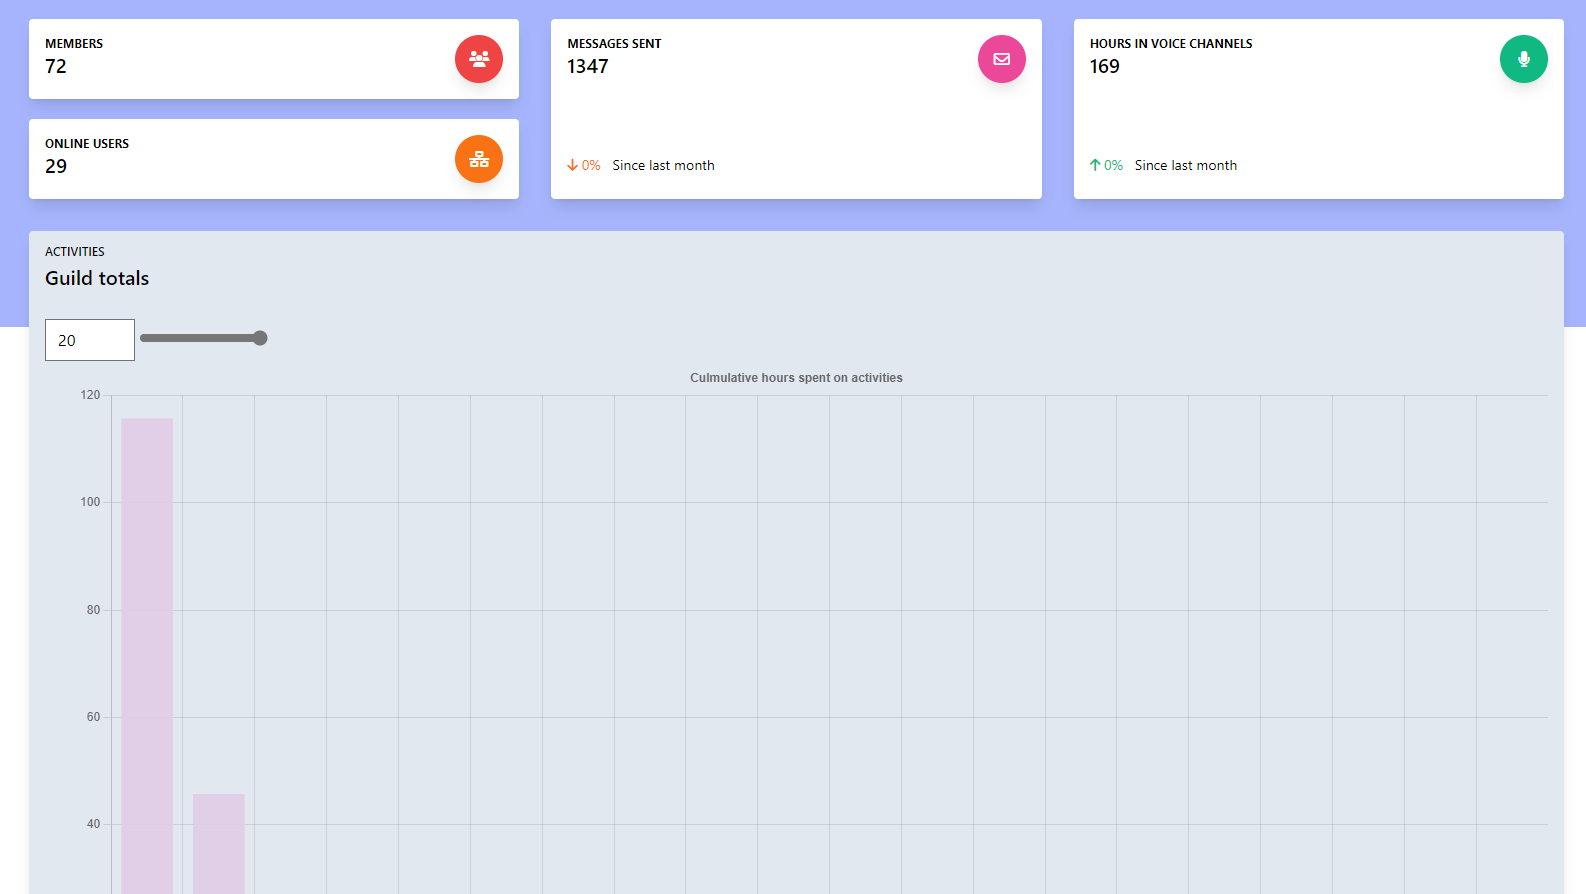 MEMBERS
72
ONLINE USERS
29
MESSAGES SENT
1347
0% Since last month
HOURS IN VOICE CHANNELS
169
0% Since last month
ACTIVITIES
Guild totals
20
Culmulative hours spent on activities
120
100
80
60
40